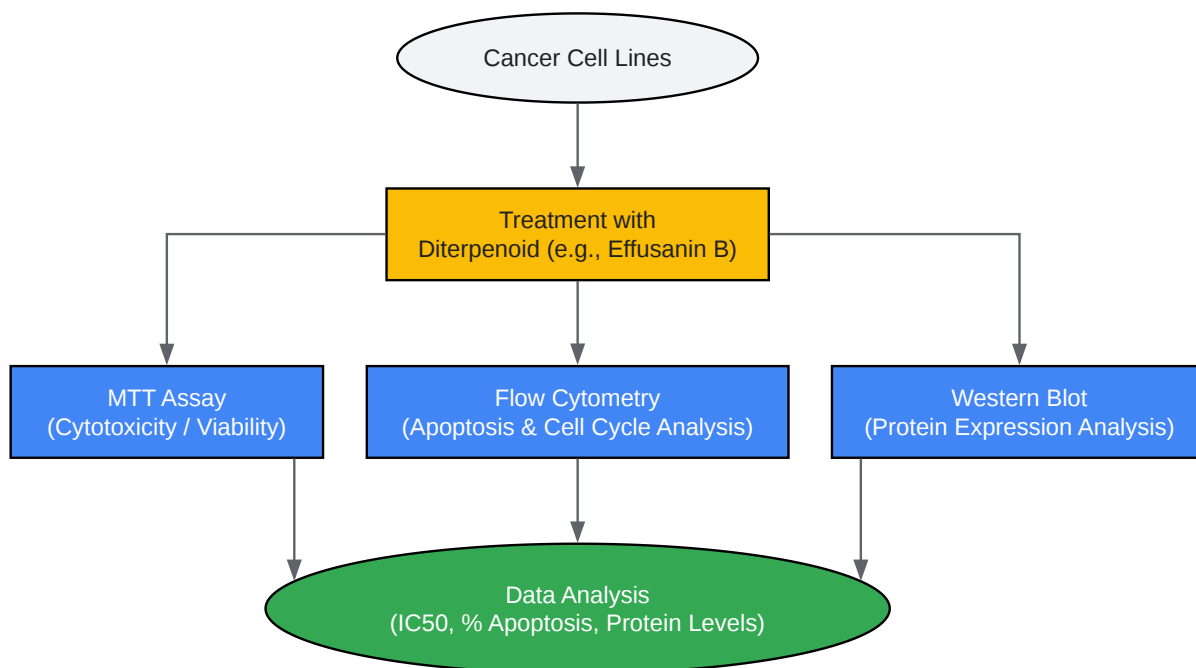 Cancer Cell Lines
Treatment with
Diterpenoid (e.g., Effusanin B)
MTT Assay
(Cytotoxicity / Viability)
Flow Cytometry
(Apoptosis & Cell Cycle Analysis)
Western Blot
(Protein Expression Analysis)
Data Analysis
(IC50, % Apoptosis, Protein Levels)